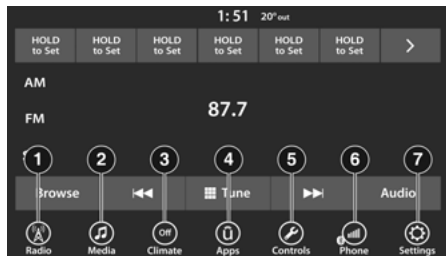 1:51 20° out
HOLD to Set HOLD to Set HOLD to Set HOLD to Set HOLD to Set HOLD to Set
AM
87.7
FM
1 2 3 4 5 6 7
Browse Tune Audio
Off
Radio Media Climate Apps Controls Phone Settings